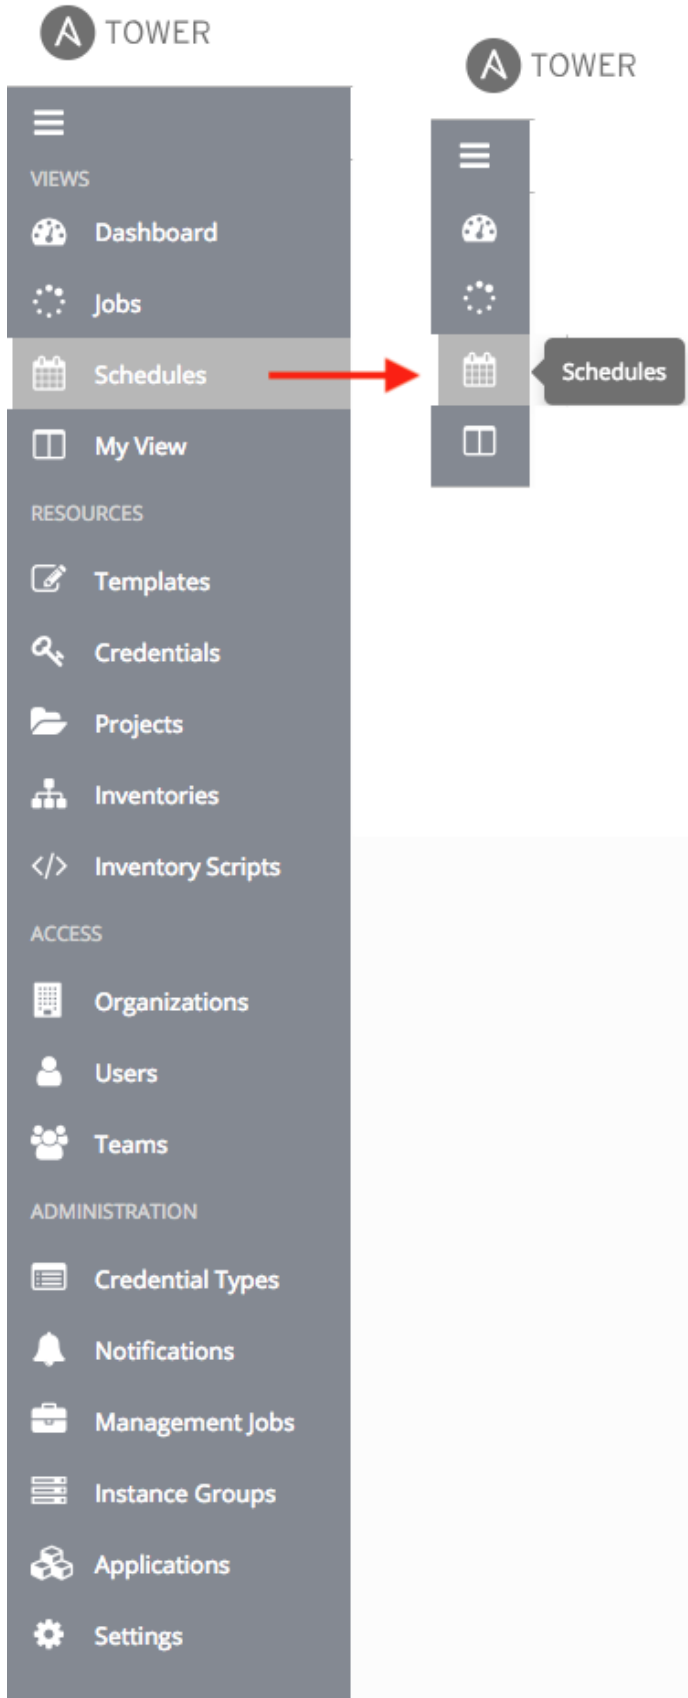 TOWER
VIEWS
Dashboard
Jobs
Schedules
My View
RESOURCES
Templates
Credentials
Projects
Inventories
Inventory Scripts
ACCESS
Organizations
Users
Teams
ADMINISTRATION
Credential Types
Notifications
Management Jobs
Instance Groups
Applications
Settings
TOWER
Schedules